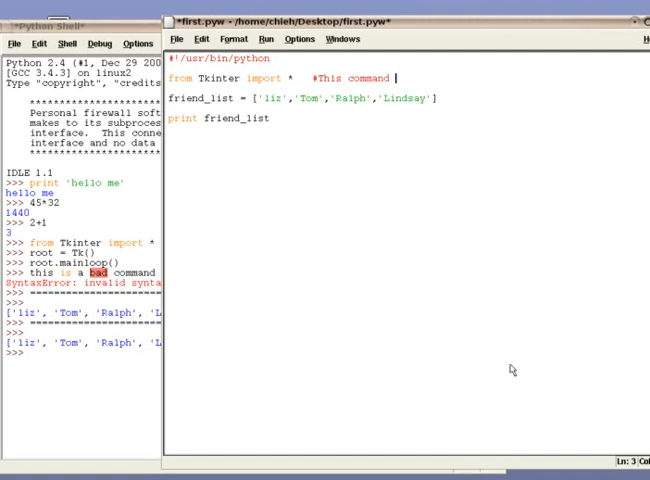 *Python Shell*
File Edit Shell Debug Options
Python 2.4 (#1, Dec 29 200
[GCC 3.4.3] on linux2
Type "copyright", "credits
****************************
Personal firewall soft
makes to its subproces
interface. This conne
interface and no data
****************************
IDLE 1.1
>>> print 'hello me'
hello me
>>> 45*32
1440
>>> 2+1
3
>>> from Tkinter import *
>>> root = Tk()
>>> root.mainloop()
>>> this is a bad command
SyntaxError: invalid synta
>>> ======================
>>>
['liz', 'Tom', 'Ralph', 'L
>>> ======================
>>>
['liz', 'Tom', 'Ralph', 'L
>>>
*first.pyw - /home/chieh/Desktop/first.pyw*
File Edit Format Run Options Windows He
#!/usr/bin/python
from Tkinter import * #This command
friend_list = ['liz','Tom','Ralph','Lindsay']
print friend_list
Ln: 3 Col